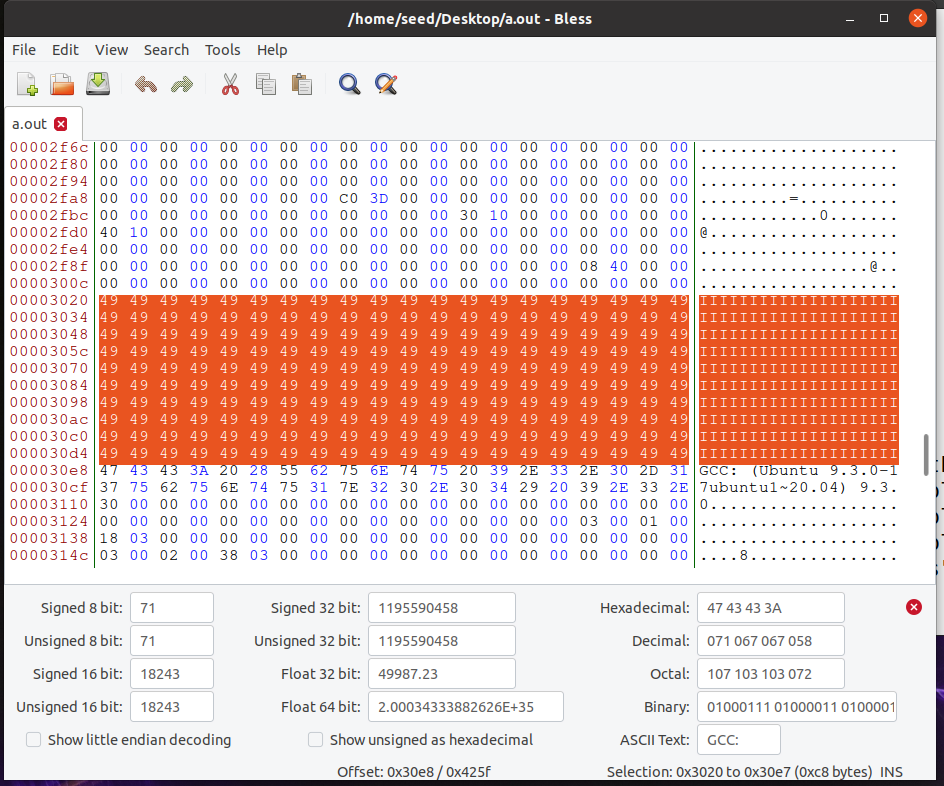 /home/seed/Desktop/a.out - Bless
File Edit View Search Tools Help
a.out
00002f6c 00 00 00 00 00 00 00 00 00 00 00 00 00 00 00 00 00 00 00 00 ....................
00002f80 00 00 00 00 00 00 00 00 00 00 00 00 00 00 00 00 00 00 00 00 ....................
00002f94 00 00 00 00 00 00 00 00 00 00 00 00 00 00 00 00 00 00 00 00 ....................
00002fa8 00 00 00 00 00 00 00 00 C0 3D 00 00 00 00 00 00 00 00 00 00 .........=..........
00002fbc 00 00 00 00 00 00 00 00 00 00 00 00 30 10 00 00 00 00 00 00 ............0.......
00002fd0 40 10 00 00 00 00 00 00 00 00 00 00 00 00 00 00 00 00 00 00 @...................
00002fe4 00 00 00 00 00 00 00 00 00 00 00 00 00 00 00 00 00 00 00 00 ....................
00002f8f 00 00 00 00 00 00 00 00 00 00 00 00 00 00 00 00 08 40 00 00 .................@..
0000300c 00 00 00 00 00 00 00 00 00 00 00 00 00 00 00 00 00 00 00 00 ....................
00003020 49 49 49 49 49 49 49 49 49 49 49 49 49 49 49 49 49 49 49 49 IIIIIIIIIIIIIIIIIIII
00003034 49 49 49 49 49 49 49 49 49 49 49 49 49 49 49 49 49 49 49 49 IIIIIIIIIIIIIIIIIIII
00003048 49 49 49 49 49 49 49 49 49 49 49 49 49 49 49 49 49 49 49 49 IIIIIIIIIIIIIIIIIIII
0000305c 49 49 49 49 49 49 49 49 49 49 49 49 49 49 49 49 49 49 49 49 IIIIIIIIIIIIIIIIIIII
00003070 49 49 49 49 49 49 49 49 49 49 49 49 49 49 49 49 49 49 49 49 IIIIIIIIIIIIIIIIIIII
00003084 49 49 49 49 49 49 49 49 49 49 49 49 49 49 49 49 49 49 49 49 IIIIIIIIIIIIIIIIIIII
00003098 49 49 49 49 49 49 49 49 49 49 49 49 49 49 49 49 49 49 49 49 IIIIIIIIIIIIIIIIIIII
000030ac 49 49 49 49 49 49 49 49 49 49 49 49 49 49 49 49 49 49 49 49 IIIIIIIIIIIIIIIIIIII
000030c0 49 49 49 49 49 49 49 49 49 49 49 49 49 49 49 49 49 49 49 49 IIIIIIIIIIIIIIIIIIII
000030d4 49 49 49 49 49 49 49 49 49 49 49 49 49 49 49 49 49 49 49 49 IIIIIIIIIIIIIIIIIIII
000030e8 47 43 43 3A 20 28 55 62 75 6E 74 75 20 39 2E 33 2E 30 2D 31 GCC: (Ubuntu 9.3.0-1
000030cf 37 75 62 75 6E 74 75 31 7E 32 30 2E 30 34 29 20 39 2E 33 2E 7ubuntu1~20.04) 9.3.
00003110 30 00 00 00 00 00 00 00 00 00 00 00 00 00 00 00 00 00 00 00 0...................
00003124 00 00 00 00 00 00 00 00 00 00 00 00 00 00 00 00 03 00 01 00 ....................
00003138 18 03 00 00 00 00 00 00 00 00 00 00 00 00 00 00 00 00 00 00 ....................
0000314c 03 00 02 00 38 03 00 00 00 00 00 00 00 00 00 00 00 00 00 00 ....8...............
Signed 8 bit: 71 Signed 32 bit: 1195590458 Hexadecimal: 47 43 43 3A
Unsigned 8 bit: 71 Unsigned 32 bit: 1195590458 Decimal: 071 067 067 058
Signed 16 bit: 18243 Float 32 bit: 49987.23 Octal: 107 103 103 072
Unsigned 16 bit: 18243 Float 64 bit: 2.00034333882626E+35 Binary: 01000111 01000011 0100001
Show little endian decoding Show unsigned as hexadecimal ASCII Text: GCC:
Offset: 0x30e8 / 0x425f Selection: 0x3020 to 0x30e7 (0xc8 bytes) INS